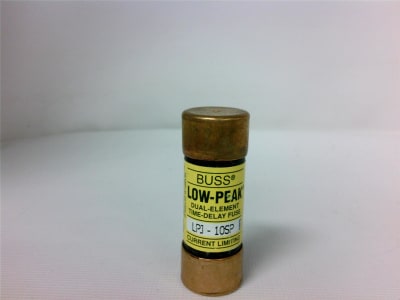 BUSS®
LOW-PEAK
DUAL-ELEMENT
TIME-DELAY FUSE
LPJ-10SP
CURRENT LIMITING